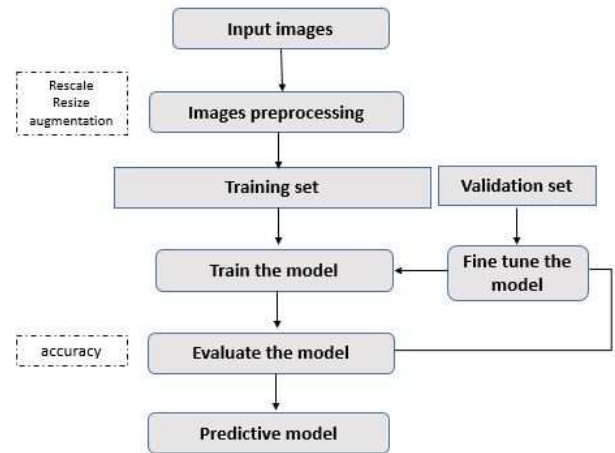 Input images
Rescale
Resize
augmentation
Images preprocessing
Training set
Validation set
Train the model
Fine tune the
model
accuracy
Evaluate the model
Predictive model